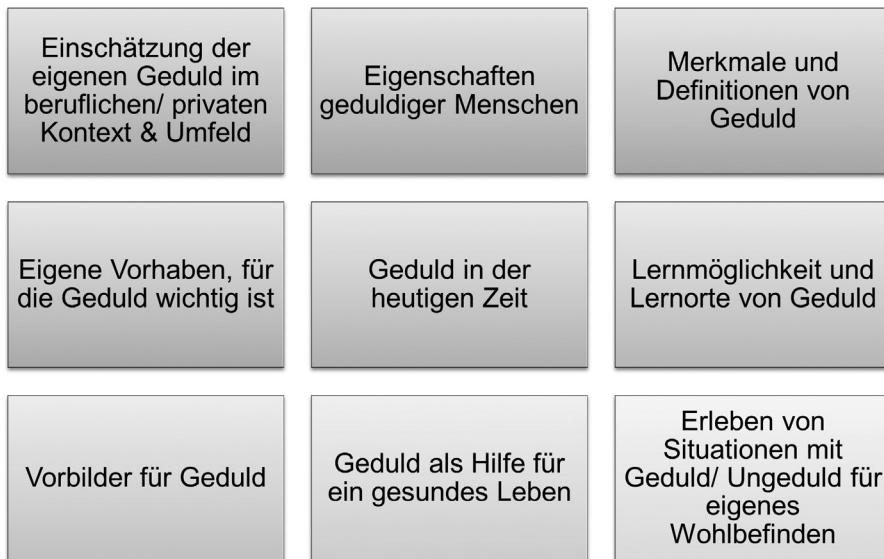 Einschätzung der
eigenen Geduld im
beruflichen/ privaten
Kontext & Umfeld
Eigenschaften
geduldiger Menschen
Merkmale und
Definitionen von
Geduld
Eigene Vorhaben, für
die Geduld wichtig ist
Geduld in der
heutigen Zeit
Lernmöglichkeit und
Lernorte von Geduld
Vorbilder für Geduld
Geduld als Hilfe für
ein gesundes Leben
Erleben von
Situationen mit
Geduld/ Ungeduld für
eigenes
Wohlbefinden